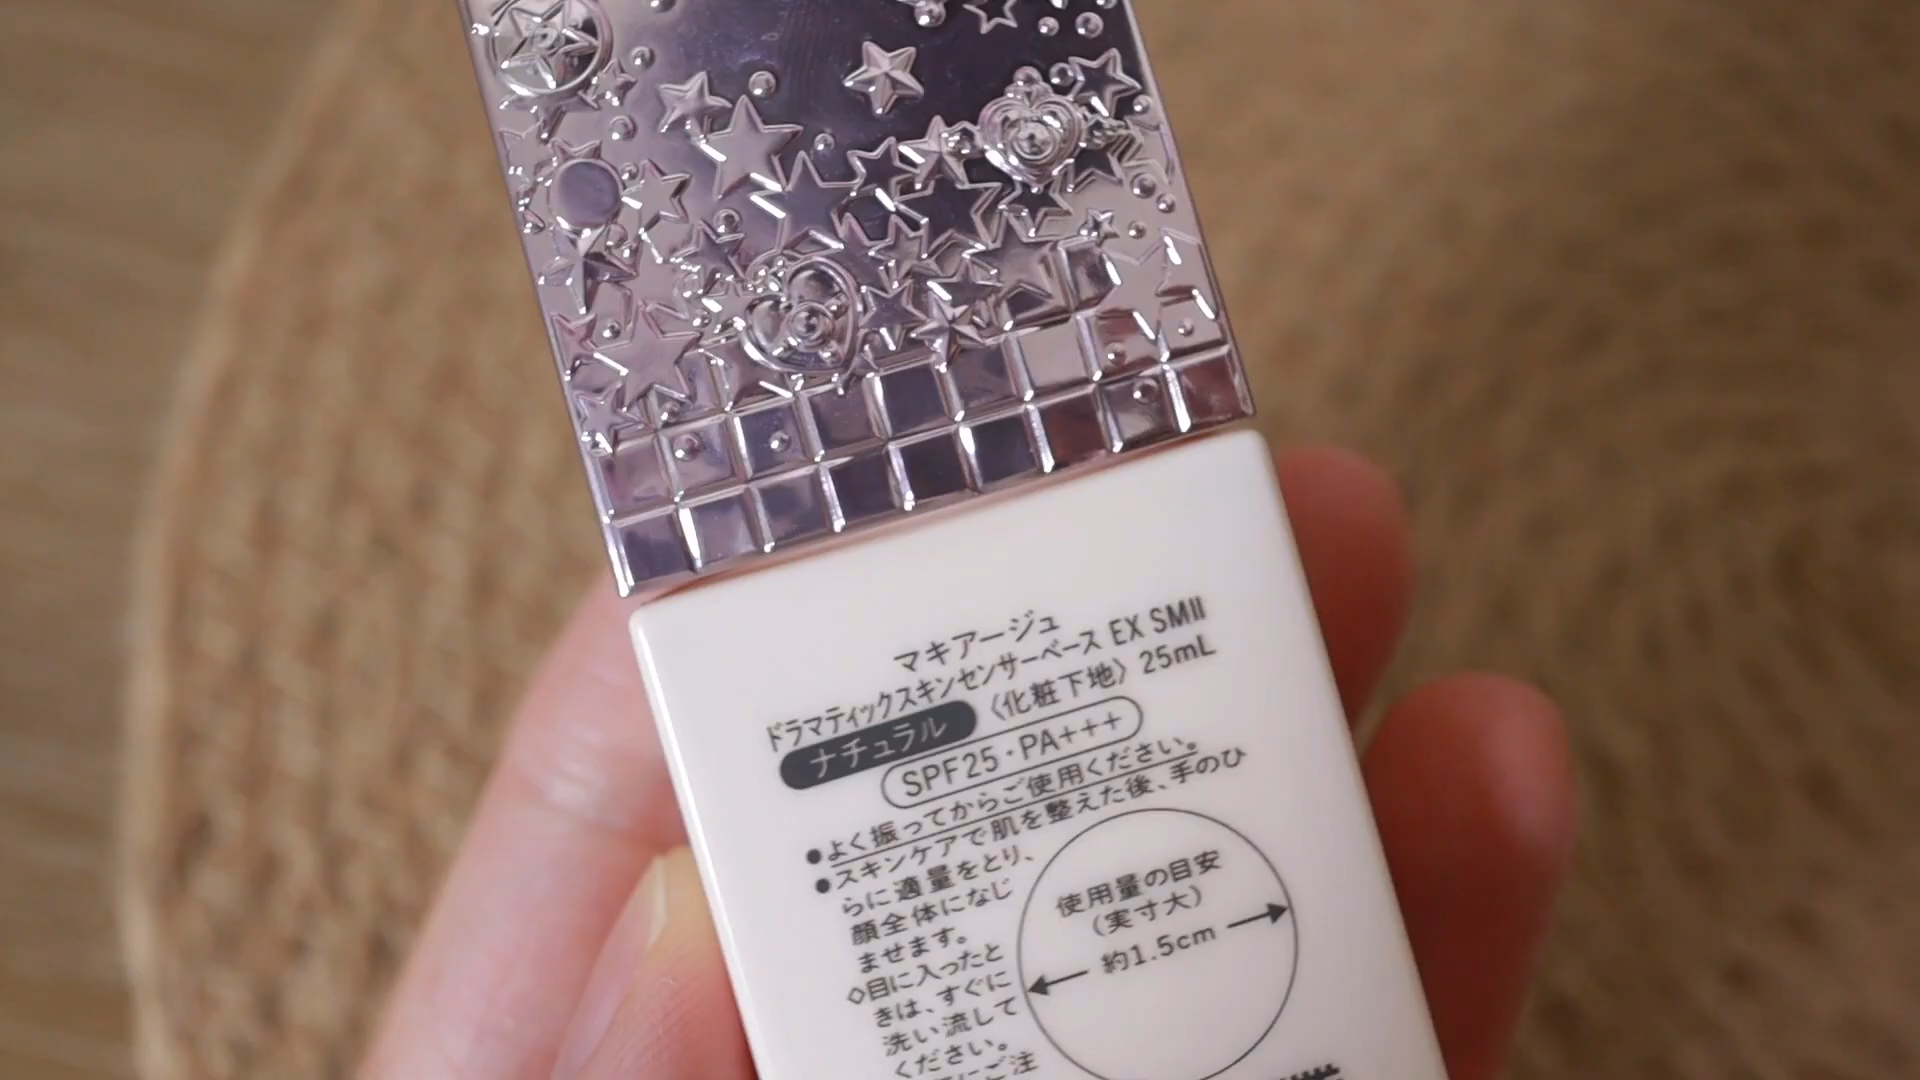 マキアージュ
ドラマティックスキンセンサーベース EX SMII
ナチュラル 〈化粧下地〉 25mL
SPF25・PA+++
●よく振ってからご使用ください。
●スキンケアで肌を整えた後、手のひ
らに適量をとり、
顔全体になじ
ませます。
◇目に入ったと
きは、すぐに
洗い流して
ください。
にご注
使用量の目安
(実寸大)
約1.5cm